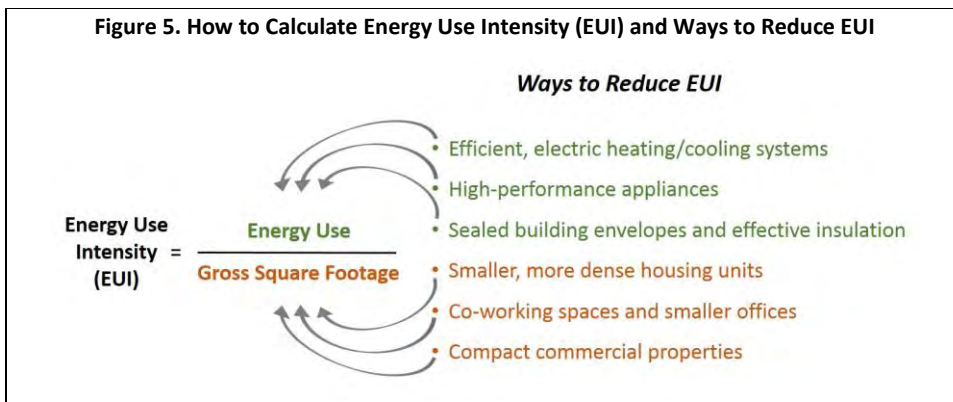 Figure 5. How to Calculate Energy Use Intensity (EUI) and Ways to Reduce EUI
Ways to Reduce EUI
• Efficient, electric heating/cooling systems
• High-performance appliances
• Sealed building envelopes and effective insulation
• Smaller, more dense housing units
• Co-working spaces and smaller offices
• Compact commercial properties
Energy Use
Intensity =
(EUI)
Energy Use
Gross Square Footage